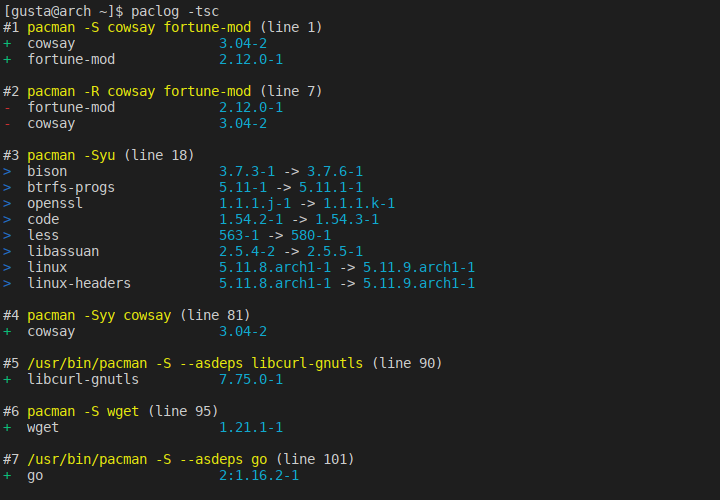 [gusta@arch ~]$ paclog -tsc
#1 pacman -S cowsay fortune-mod (line 1)
+  cowsay                  3.04-2
+  fortune-mod             2.12.0-1

#2 pacman -R cowsay fortune-mod (line 7)
-  fortune-mod             2.12.0-1
-  cowsay                  3.04-2

#3 pacman -Syu (line 18)
>  bison                   3.7.3-1 -> 3.7.6-1
>  btrfs-progs             5.11-1 -> 5.11.1-1
>  openssl                 1.1.1.j-1 -> 1.1.1.k-1
>  code                    1.54.2-1 -> 1.54.3-1
>  less                    563-1 -> 580-1
>  libassuan               2.5.4-2 -> 2.5.5-1
>  linux                   5.11.8.arch1-1 -> 5.11.9.arch1-1
>  linux-headers           5.11.8.arch1-1 -> 5.11.9.arch1-1

#4 pacman -Syy cowsay (line 81)
+  cowsay                  3.04-2

#5 /usr/bin/pacman -S --asdeps libcurl-gnutls (line 90)
+  libcurl-gnutls          7.75.0-1

#6 pacman -S wget (line 95)
+  wget                    1.21.1-1

#7 /usr/bin/pacman -S --asdeps go (line 101)
+  go                      2:1.16.2-1